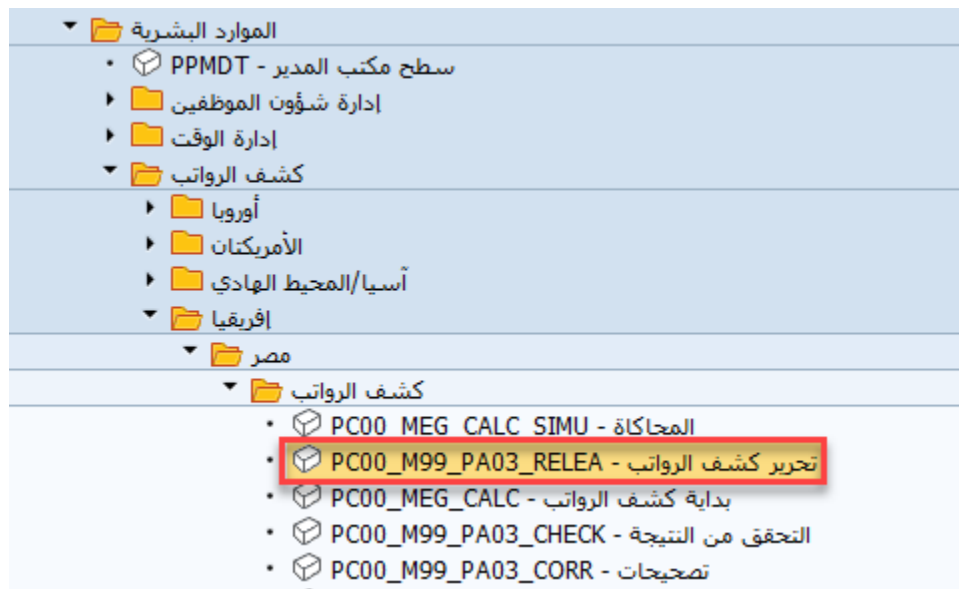 الموارد البشرية
سطح مكتب المدير - PPMDT
إدارة شؤون الموظفين
إدارة الوقت
كشف الرواتب
أوروبا
الأمريكتان
آسيا/المحيط الهادي
إفريقيا
مصر
كشف الرواتب
المحاكاة - PC00_MEG_CALC_SIMU
تحرير كشف الرواتب - PC00_M99_PA03_RELEA
بداية كشف الرواتب - PC00_MEG_CALC
التحقق من النتيجة - PC00_M99_PA03_CHECK
تصحيحات - PC00_M99_PA03_CORR